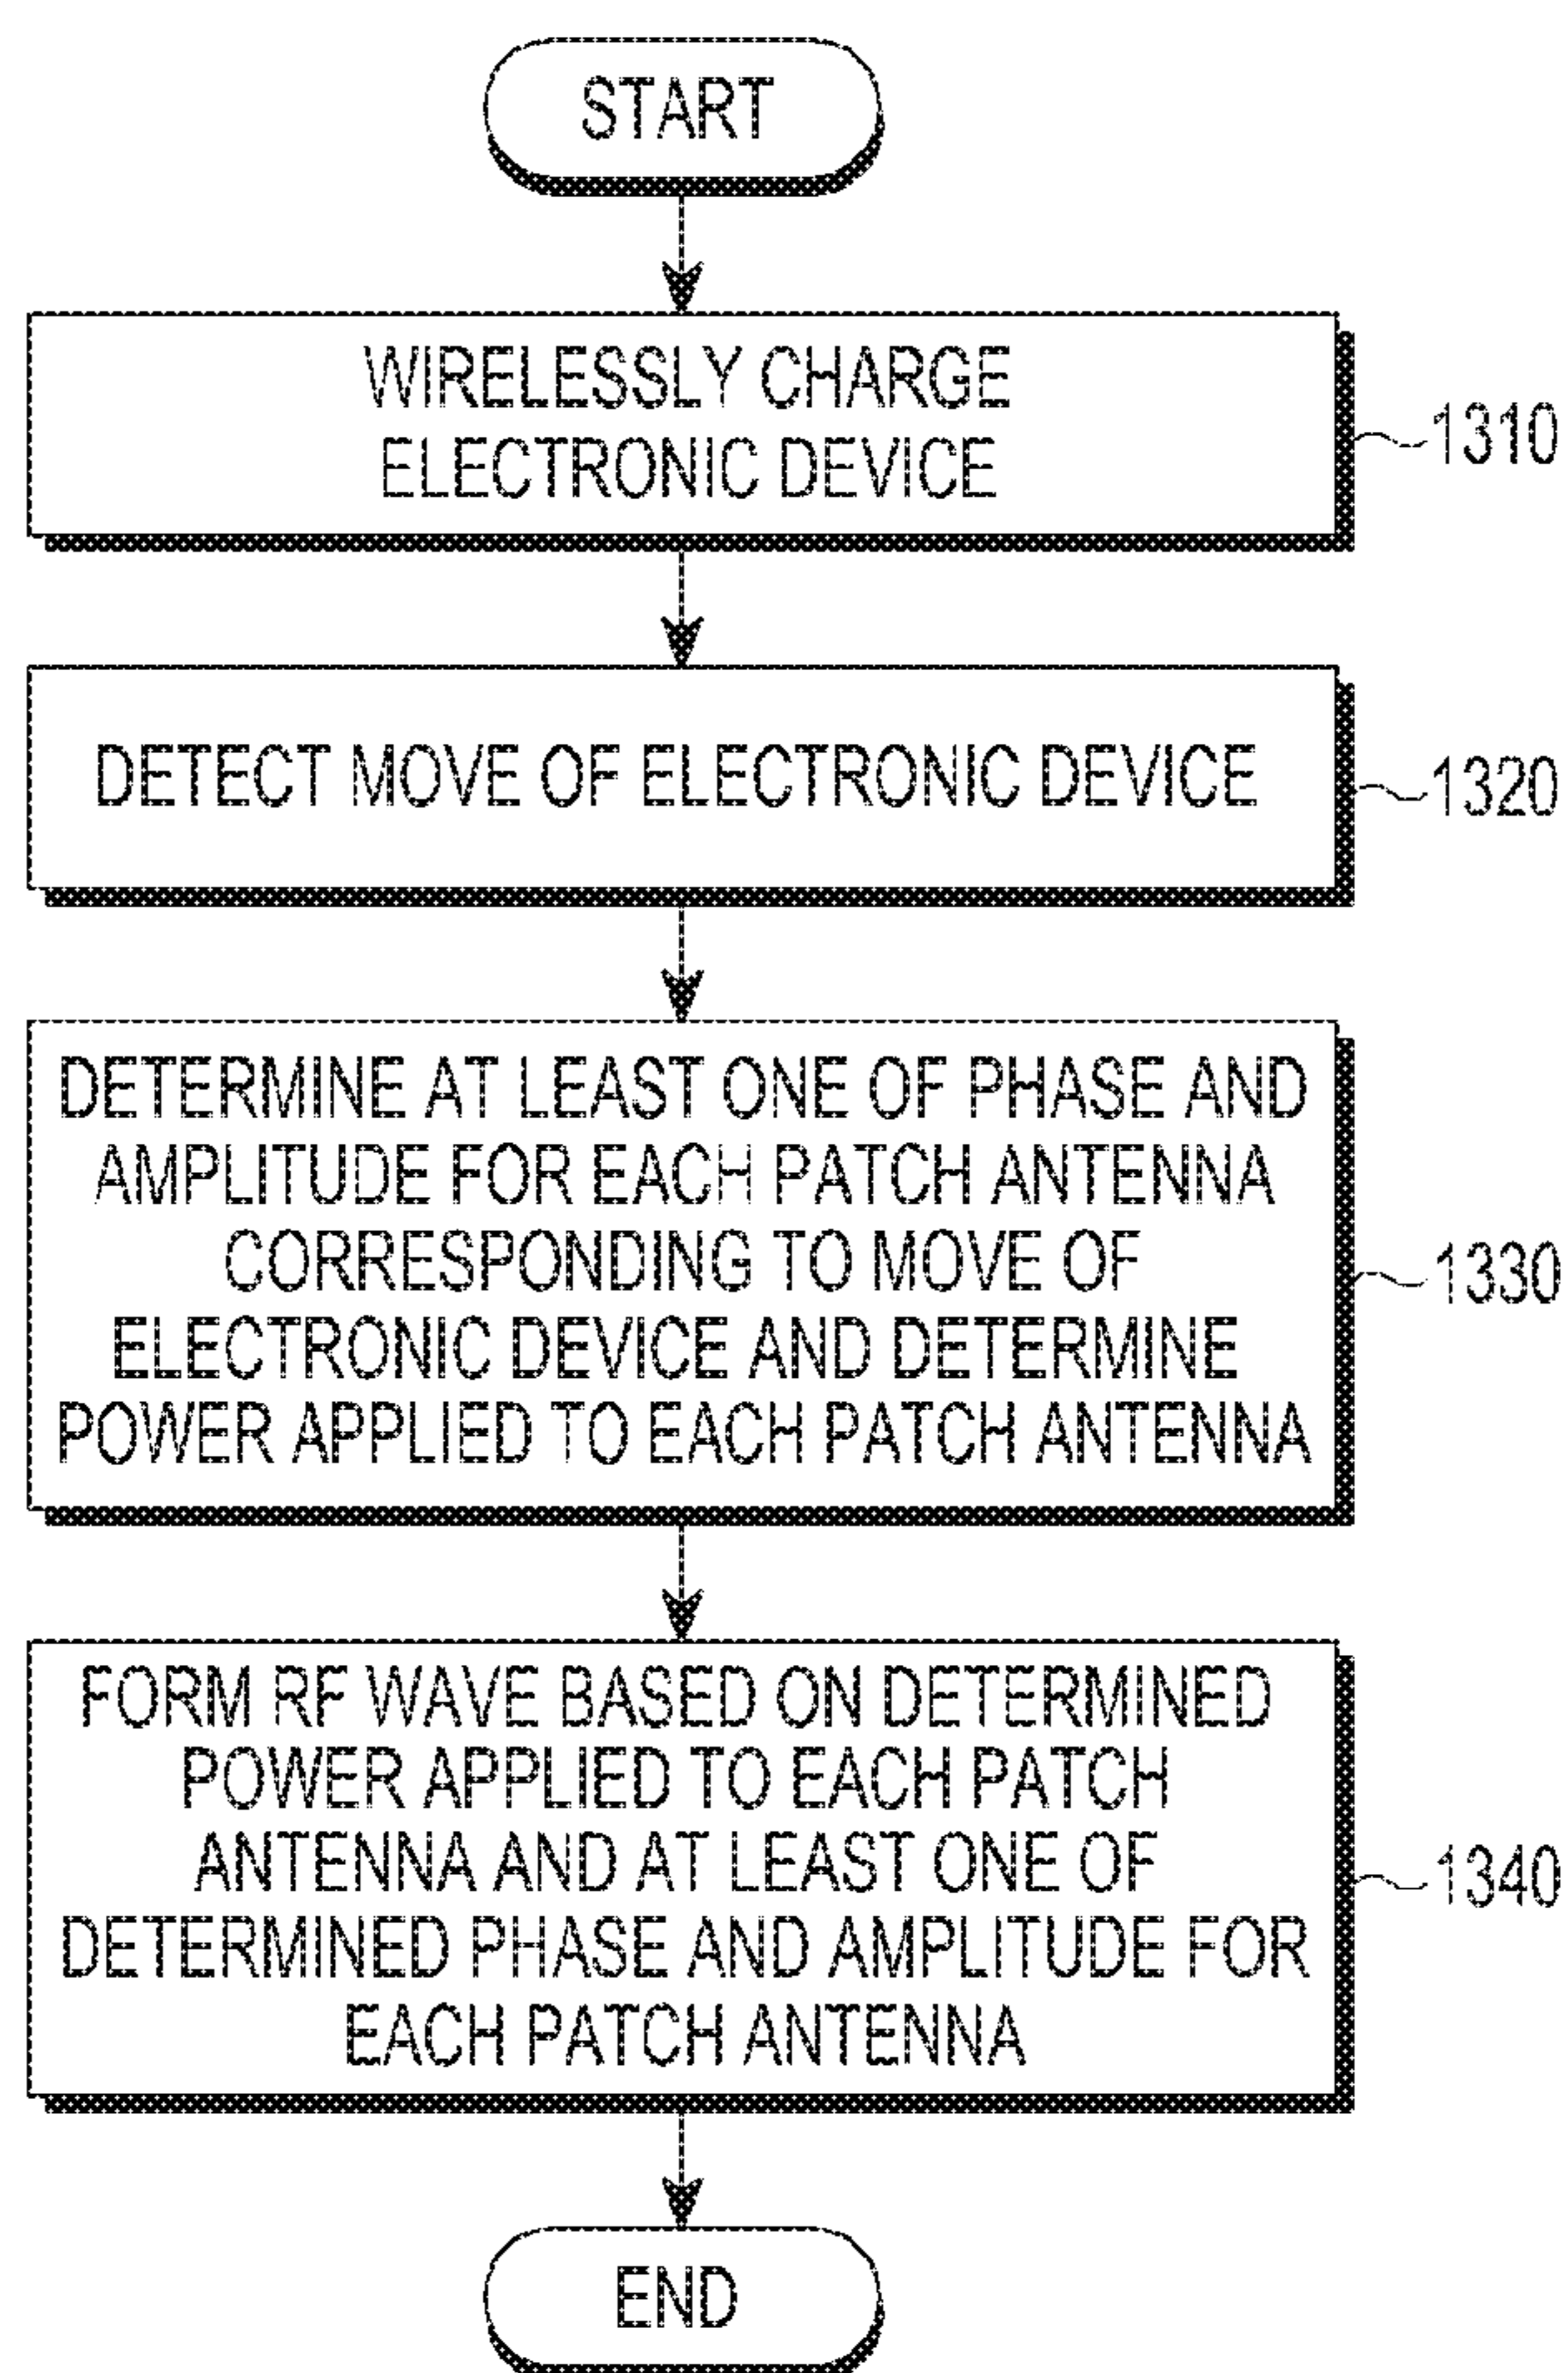 START
WIRELESSLY CHARGE
ELECTRONIC DEVICE
1310
DETECT MOVE OF ELECTRONIC DEVICE
1320
DETERMINE AT LEAST ONE OF PHASE AND
AMPLITUDE FOR EACH PATCH ANTENNA
CORRESPONDING TO MOVE OF
ELECTRONIC DEVICE AND DETERMINE
POWER APPLIED TO EACH PATCH ANTENNA
1330
FORM RF WAVE BASED ON DETERMINED
POWER APPLIED TO EACH PATCH
ANTENNA AND AT LEAST ONE OF
DETERMINED PHASE AND AMPLITUDE FOR
EACH PATCH ANTENNA
1340
END